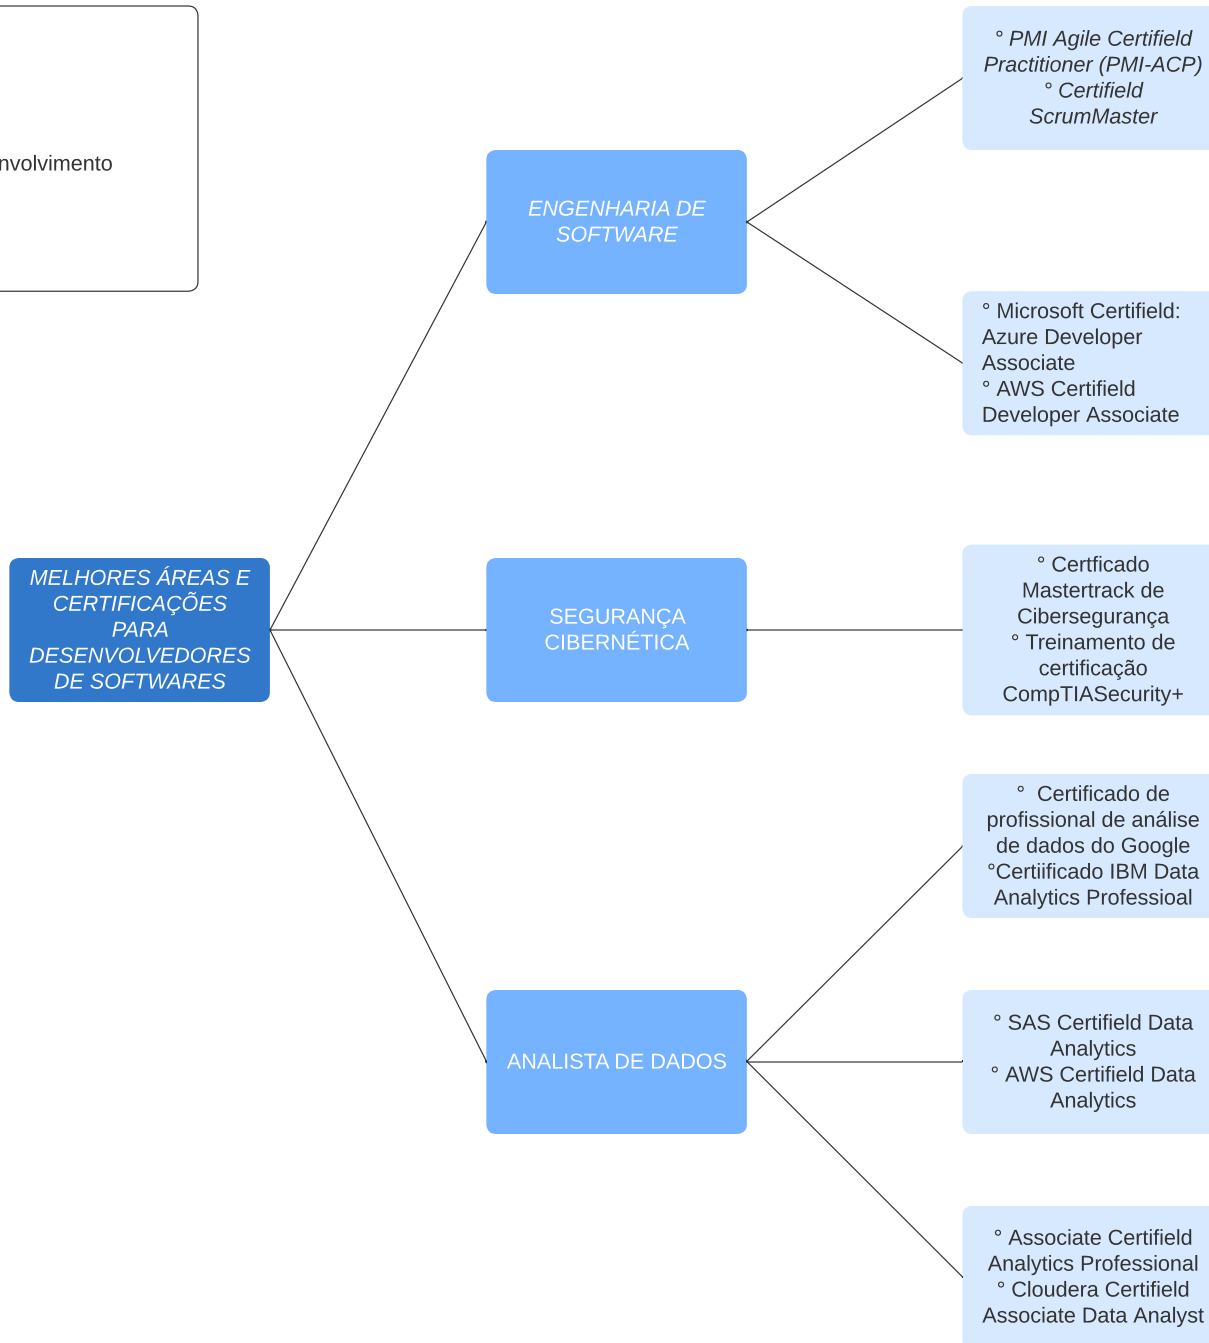 nvolvimento
MELHORES ÁREAS E
CERTIFICAÇÕES
PARA
DESENVOLVEDORES
DE SOFTWARES
ENGENHARIA DE
SOFTWARE
° PMI Agile Certifield
Practitioner (PMI-ACP)
° Certifield
ScrumMaster
° Microsoft Certifield:
Azure Developer
Associate
° AWS Certifield
Developer Associate
SEGURANÇA
CIBERNÉTICA
° Certficado
Mastertrack de
Cibersegurança
° Treinamento de
certificação
CompTIASecurity+
ANALISTA DE DADOS
° Certificado de
profissional de análise
de dados do Google
°Certiificado IBM Data
Analytics Professioal
° SAS Certifield Data
Analytics
° AWS Certifield Data
Analytics
° Associate Certifield
Analytics Professional
° Cloudera Certifield
Associate Data Analyst